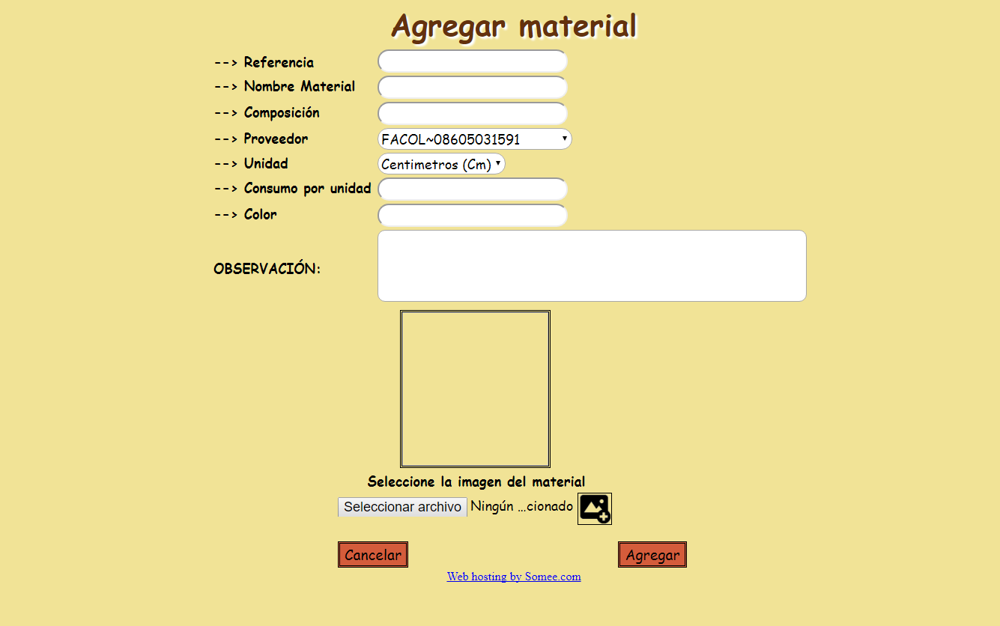 Agregar material
--> Referencia
--> Nombre Material
--> Composición
--> Proveedor FACOL~08605031591
--> Unidad Centimetros (Cm)
--> Consumo por unidad
--> Color
OBSERVACIÓN:
Seleccione la imagen del material
Seleccionar archivo Ningún ...cionado
Cancelar Agregar
Web hosting by Somee.com